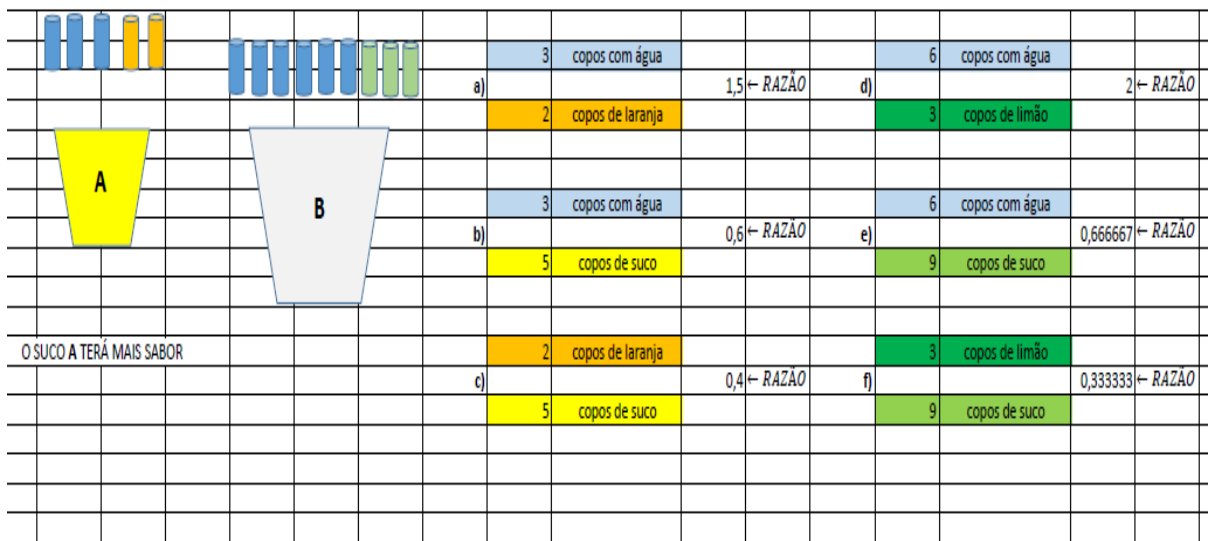 3 copos com água 6 copos com água
a) 1,5 ← RAZÃO d) 2 ← RAZÃO
2 copos de laranja 3 copos de limão
A
B
3 copos com água 6 copos com água
b) 0,6 ← RAZÃO e) 0,666667 ← RAZÃO
5 copos de suco 9 copos de suco
O SUCO A TERÁ MAIS SABOR
2 copos de laranja 3 copos de limão
c) 0,4 ← RAZÃO f) 0,333333 ← RAZÃO
5 copos de suco 9 copos de suco